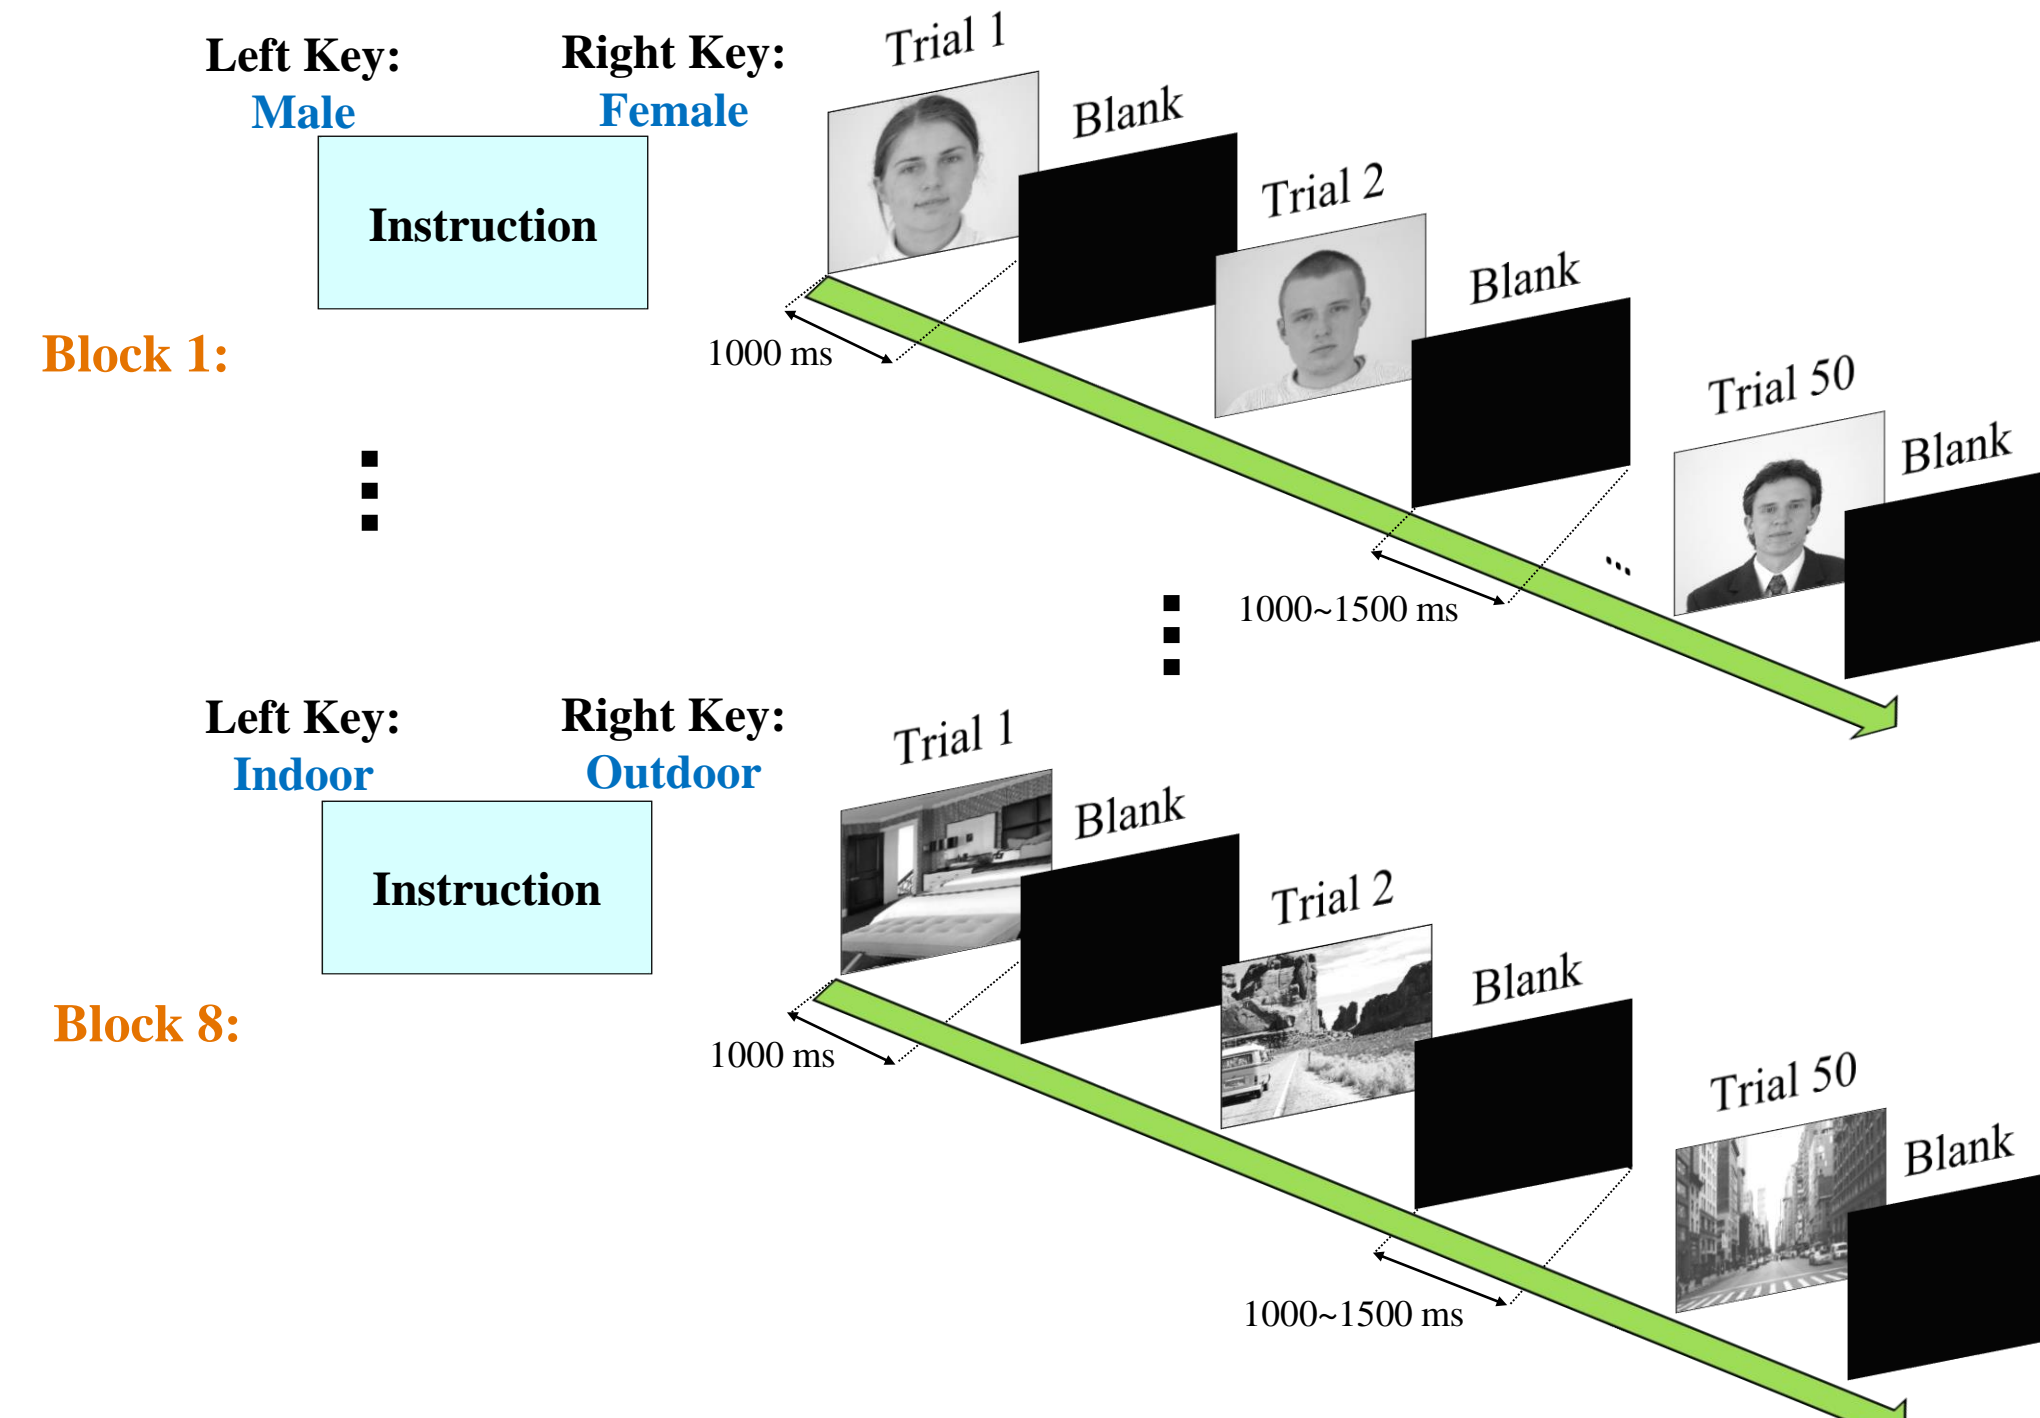 Left Key:
Male
Right Key:
Female
Instruction
Block 1:
Trial 1
Blank
Trial 2
Blank
Trial 50
Blank
1000 ms
1000~1500 ms
...
Left Key:
Indoor
Right Key:
Outdoor
Instruction
Block 8:
Trial 1
Blank
Trial 2
Blank
Trial 50
Blank
1000 ms
1000~1500 ms